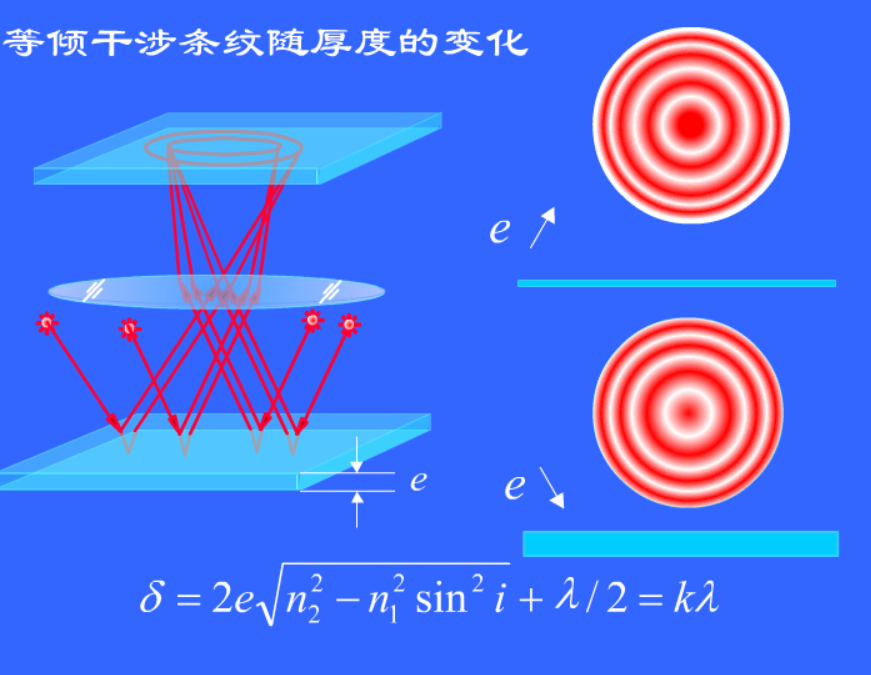 等倾干涉条纹随厚度的变化
e ↗
e
e ↘
δ = 2e√(n₂² − n₁² sin² i) + λ/2 = kλ